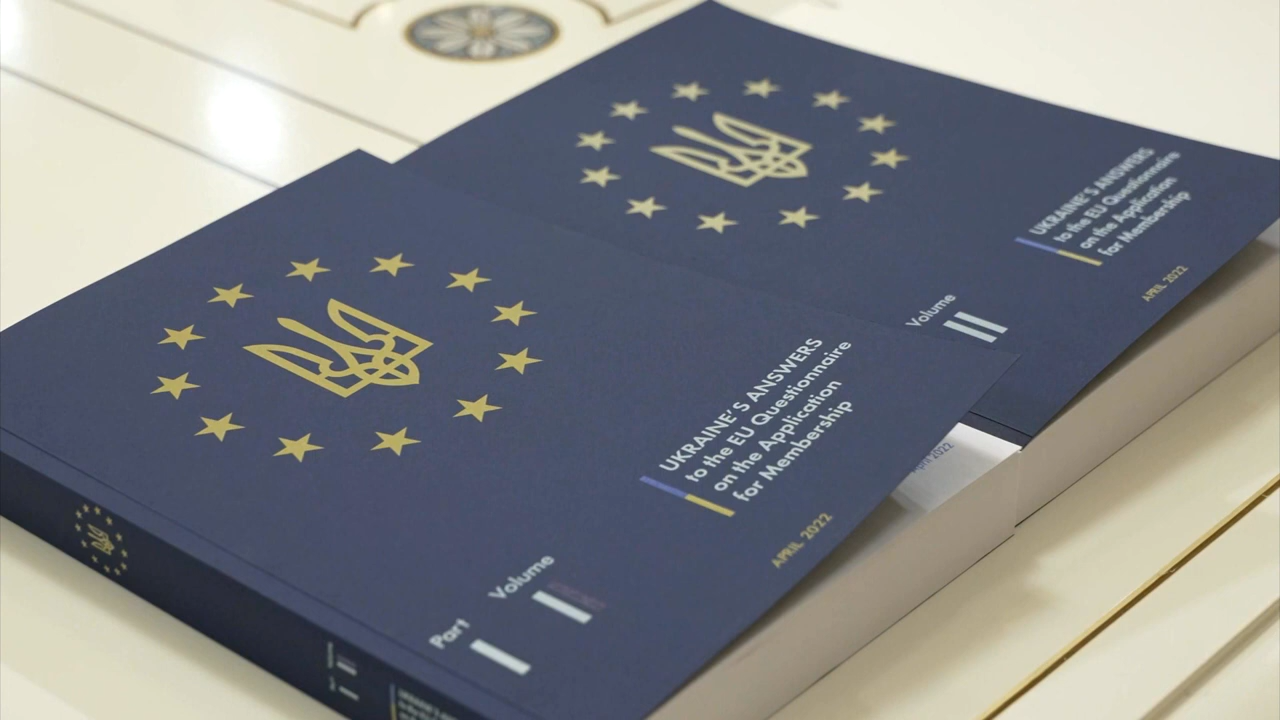 UKRAINE'S ANSWERS
to the EU Questionnaire
on the Application
for Membership
APRIL 2022
Volume
I
Part
I
UKRAINE'S ANSWERS
to the EU Questionnaire
on the Application
for Membership
APRIL 2022
Volume
II